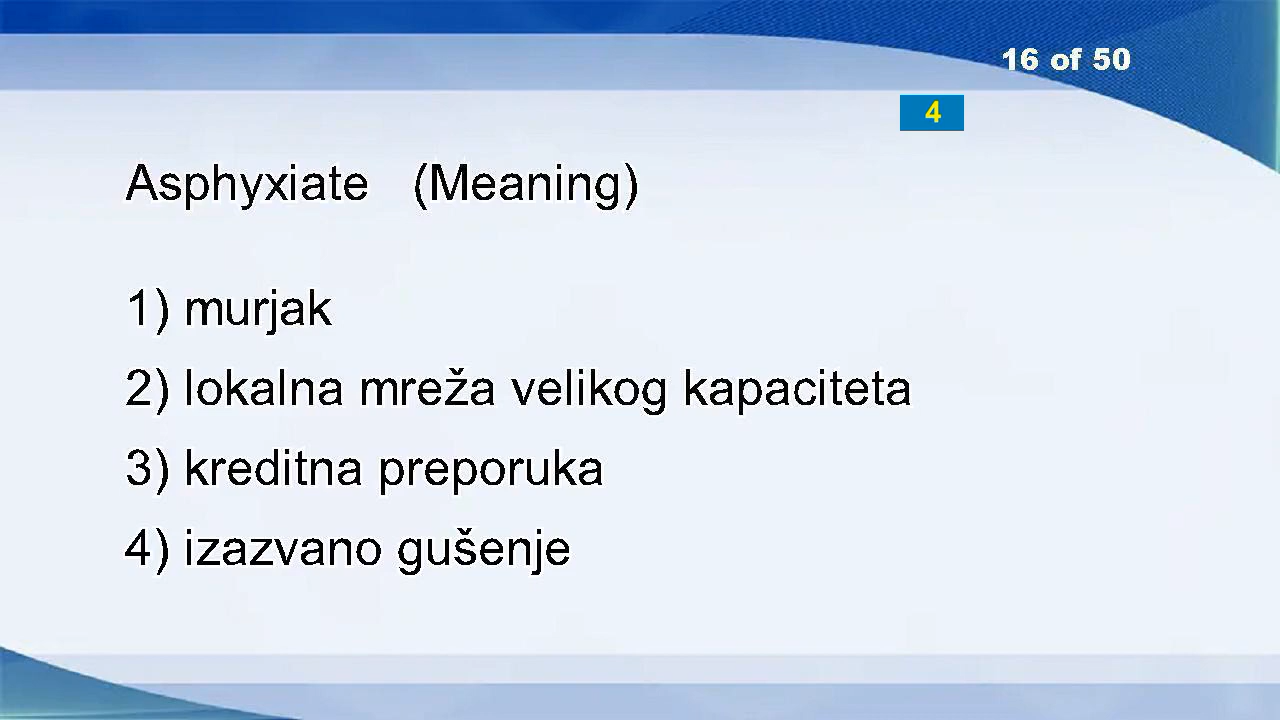 16 of 50
4
Asphyxiate (Meaning)
1) murjak
2) lokalna mreža velikog kapaciteta
3) kreditna preporuka
4) izazvano gušenje